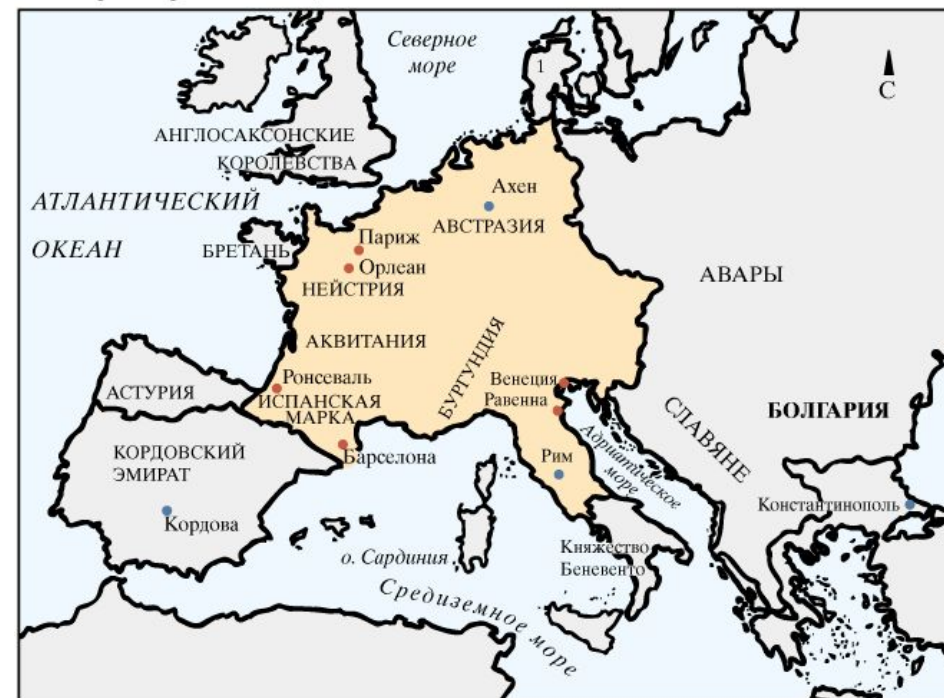 Северное
море
1
С
АНГЛОСАКСОНСКИЕ
КОРОЛЕВСТВА
АТЛАНТИЧЕСКИЙ
ОКЕАН
Ахен
АВСТРАЗИЯ
БРЕТАНЬ
Париж
Орлеан
НЕЙСТРИЯ
АВАРЫ
АКВИТАНИЯ
БУРГУНДИЯ
Ронсеваль
ИСПАНСКАЯ
МАРКА
Венеция
Равенна
АСТУРИЯ
СЛАВЯНЕ
БОЛГАРИЯ
КОРДОВСКИЙ
ЭМИРАТ
Барселона
Рим
Адриатическое
море
Кордова
Константинополь
о. Сардиния
Княжество
Беневенто
Средиземное море